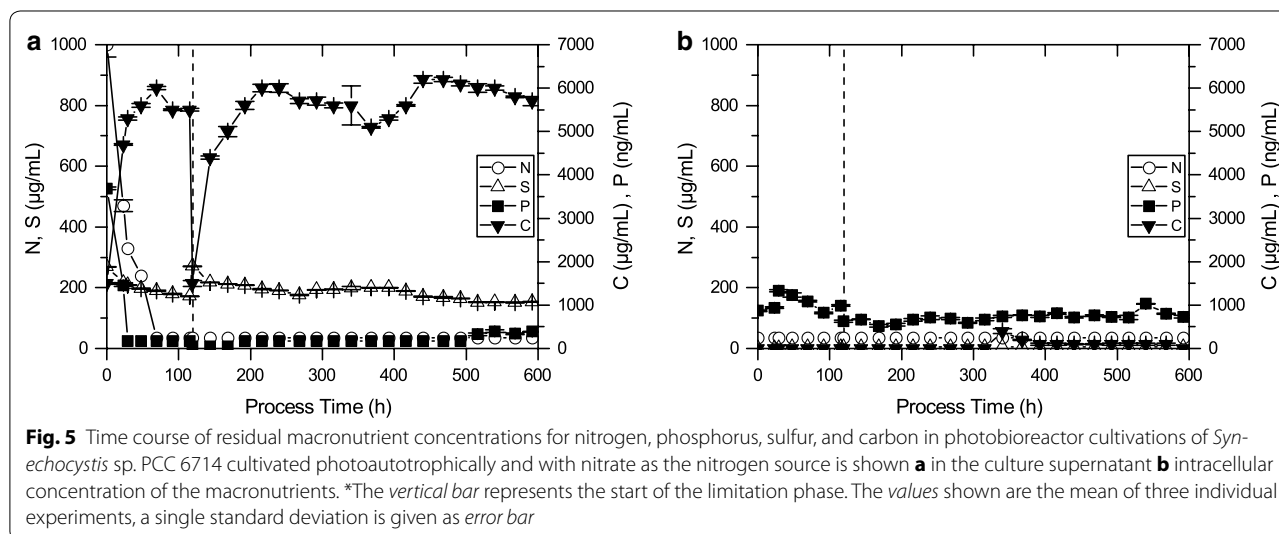 a
1000
800
600
400
200
0
N, S (µg/mL)
7000
6000
5000
4000
3000
2000
1000
0
C (µg/mL) , P (ng/mL)
N
S
P
C
0 100 200 300 400 500 600
Process Time (h)
b
1000
800
600
400
200
0
N, S (µg/mL)
7000
6000
5000
4000
3000
2000
1000
0
C (µg/mL) , P (ng/mL)
N
S
P
C
0 100 200 300 400 500 600
Process Time (h)
Fig. 5 Time course of residual macronutrient concentrations for nitrogen, phosphorus, sulfur, and carbon in photobioreactor cultivations of Syn-
echocystis sp. PCC 6714 cultivated photoautotrophically and with nitrate as the nitrogen source is shown a in the culture supernatant b intracellular
concentration of the macronutrients. *The vertical bar represents the start of the limitation phase. The values shown are the mean of three individual
experiments, a single standard deviation is given as error bar